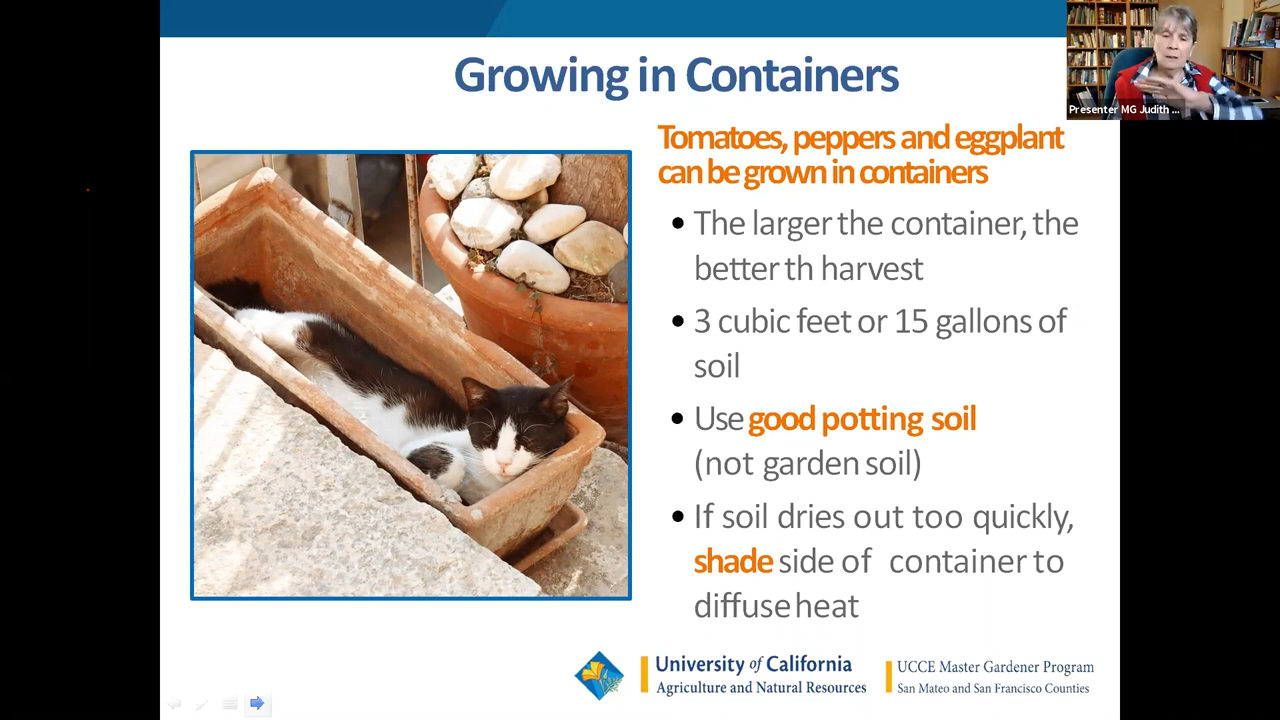 Growing in Containers
Presenter MG Judith ...
Tomatoes, peppers and eggplant
can be grown in containers
• The larger the container, the
better th harvest
• 3 cubic feet or 15 gallons of
soil
• Use good potting soil
(not garden soil)
• If soil dries out too quickly,
shade side of container to
diffuse heat
University of California
Agriculture and Natural Resources
UCCE Master Gardener Program
San Mateo and San Francisco Counties